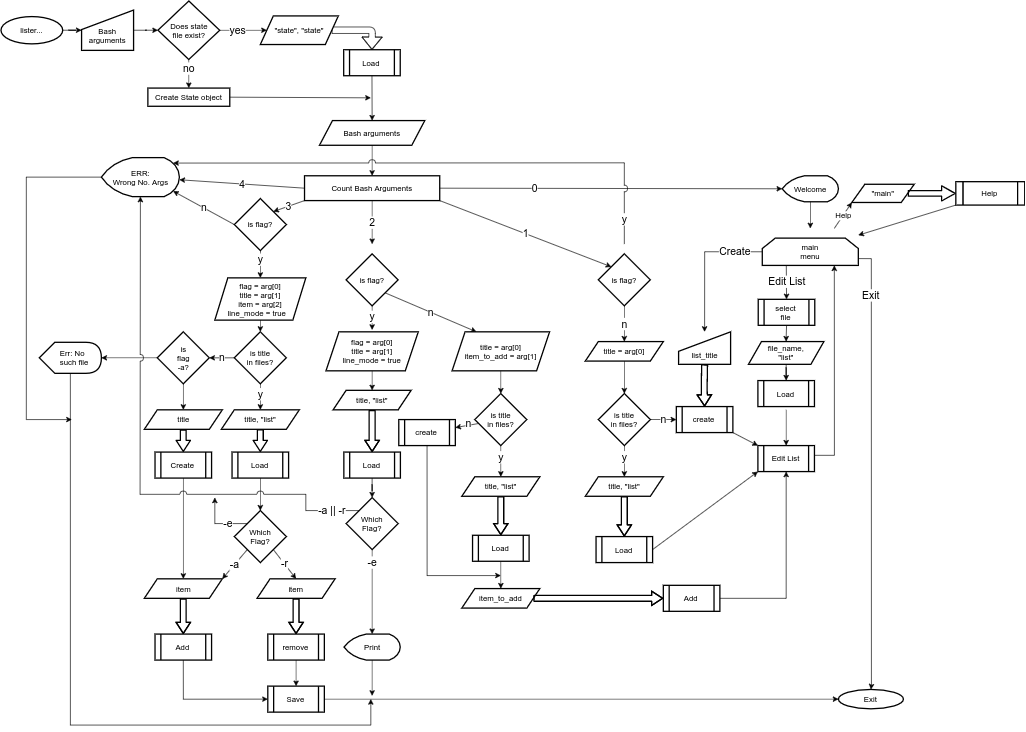 lister...
Bash
arguments
Does state
file exist?
yes
"state", "state"
Load
no
Create State object
Bash arguments
ERR:
Wrong No. Args
4
Count Bash Arguments
0
Welcome
"main"
Help
Help
n
3
is flag?
2
1
y
main
menu
Create
Edit List
Exit
y
is flag?
is flag?
flag = arg[0]
title = arg[1]
item = arg[2]
line_mode = true
y
n
n
select
file
flag = arg[0]
title = arg[1]
line_mode = true
flag = arg[0]
item_to_add = arg[1]
title = arg[0]
list_title
file_name,
"list"
Err: No
such file
is
flag
-a?
n
is title
in files?
y
Load
title
title, "list"
title, "list"
create
n
is title
in files?
is title
in files?
n
create
Create
Load
Load
y
y
Edit List
title, "list"
title, "list"
-e
Which
Flag?
-a || -r
Which
Flag?
Load
Load
-a
-r
-e
item
item
item_to_add
Add
Add
remove
Print
Save
Exit